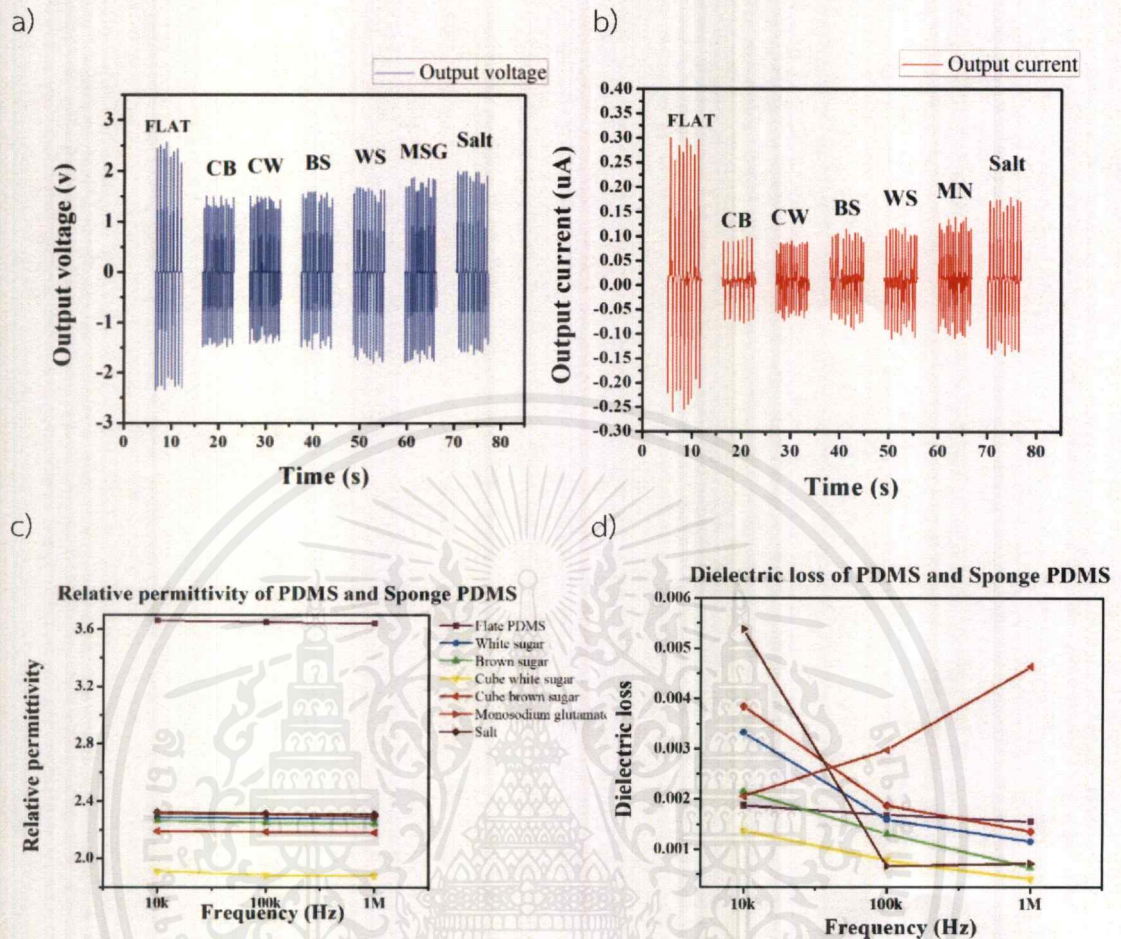 a)
Output voltage
3
2
1
0
-1
-2
-3
FLAT
CB
CW
BS
WS
MSG
Salt
0
10
20
30
40
50
60
70
80
Output voltage (v)
Time (s)
b)
Output current
0.40
0.35
0.30
0.25
0.20
0.15
0.10
0.05
0.00
-0.05
-0.10
-0.15
-0.20
-0.25
-0.30
FLAT
CB
CW
BS
WS
MN
Salt
0
10
20
30
40
50
60
70
80
Output current (uA)
Time (s)
c)
Relative permittivity of PDMS and Sponge PDMS
3.6
3.2
2.8
2.4
2.0
Relative permittivity
10k
100k
1M
Frequency (Hz)
Flate PDMS
White sugar
Brown sugar
Cube white sugar
Cube brown sugar
Monosodium glutamate
Salt
d)
Dielectric loss of PDMS and Sponge PDMS
0.006
0.005
0.004
0.003
0.002
0.001
Dielectric loss
10k
100k
1M
Frequency (Hz)